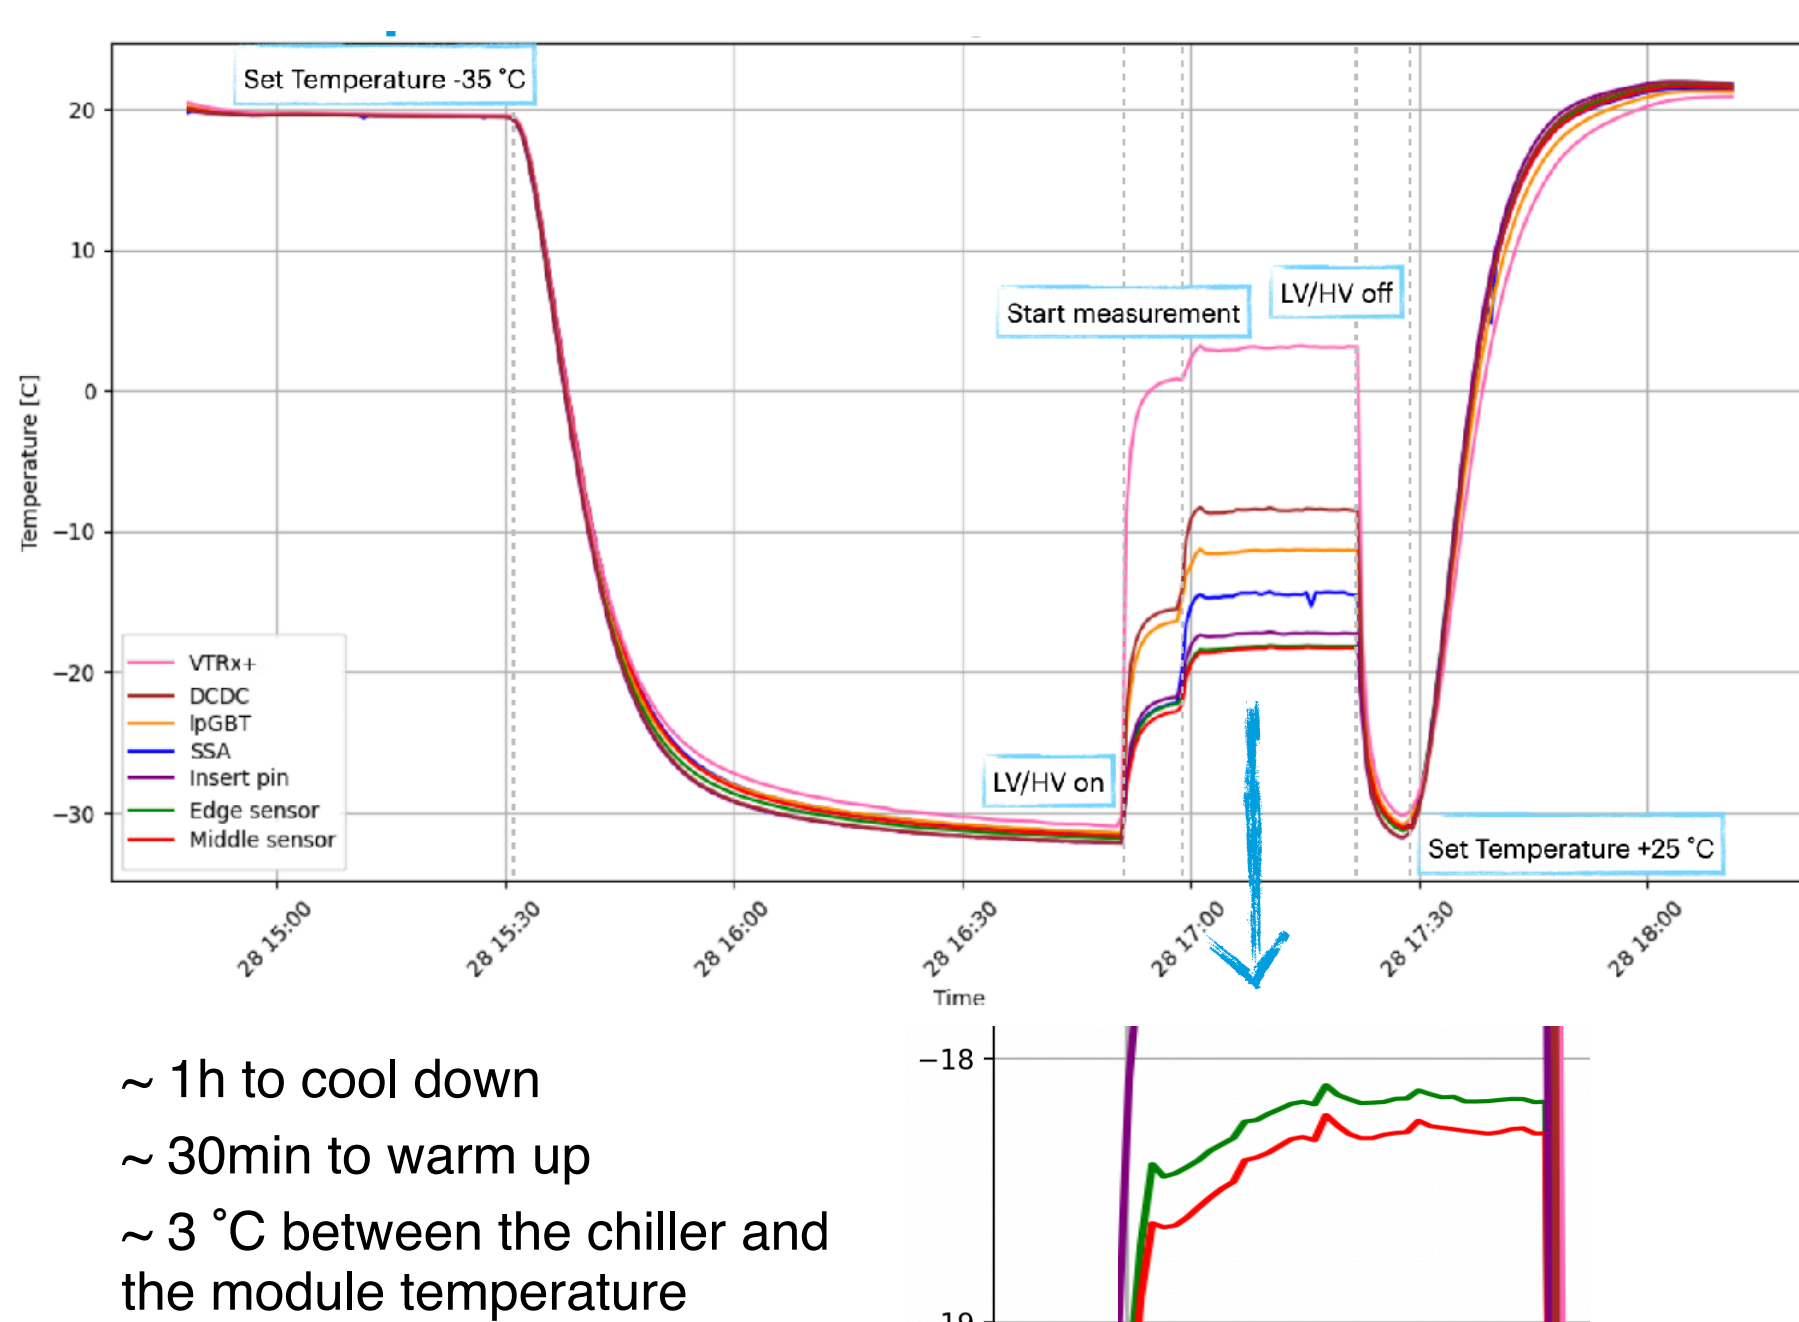 Set Temperature -35 °C
Start measurement
LV/HV off
LV/HV on
Set Temperature +25 °C
Temperature [C]
20
10
0
−10
−20
−30
VTRx+
DCDC
lpGBT
SSA
Insert pin
Edge sensor
Middle sensor
28 15:00
28 15:30
28 16:00
28 16:30
28 17:00
28 17:30
28 18:00
Time
~ 1h to cool down
~ 30min to warm up
~ 3 ˚C between the chiller and
the module temperature
−18